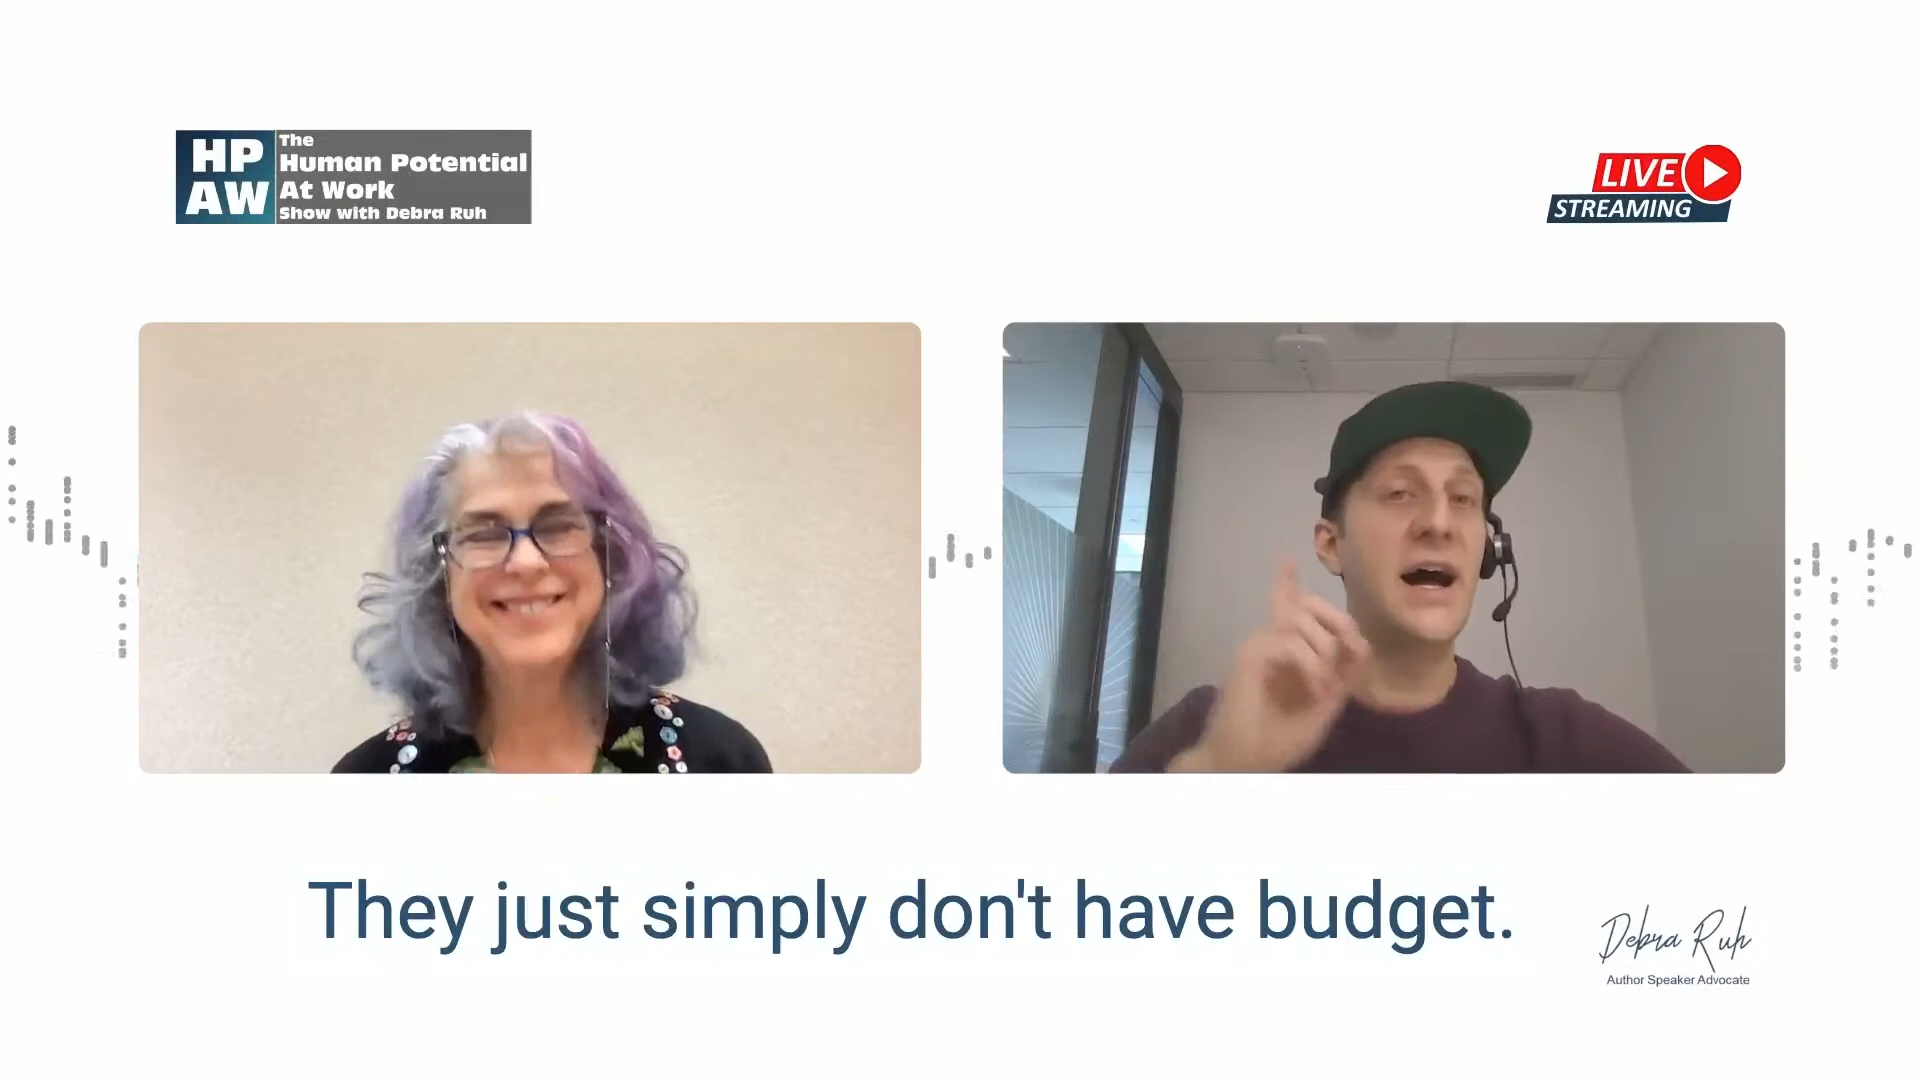 HP
AW
The
Human Potential
At Work
Show with Debra Ruh
LIVE
STREAMING
They just simply don't have budget.
Debra Ruh
Author Speaker Advocate